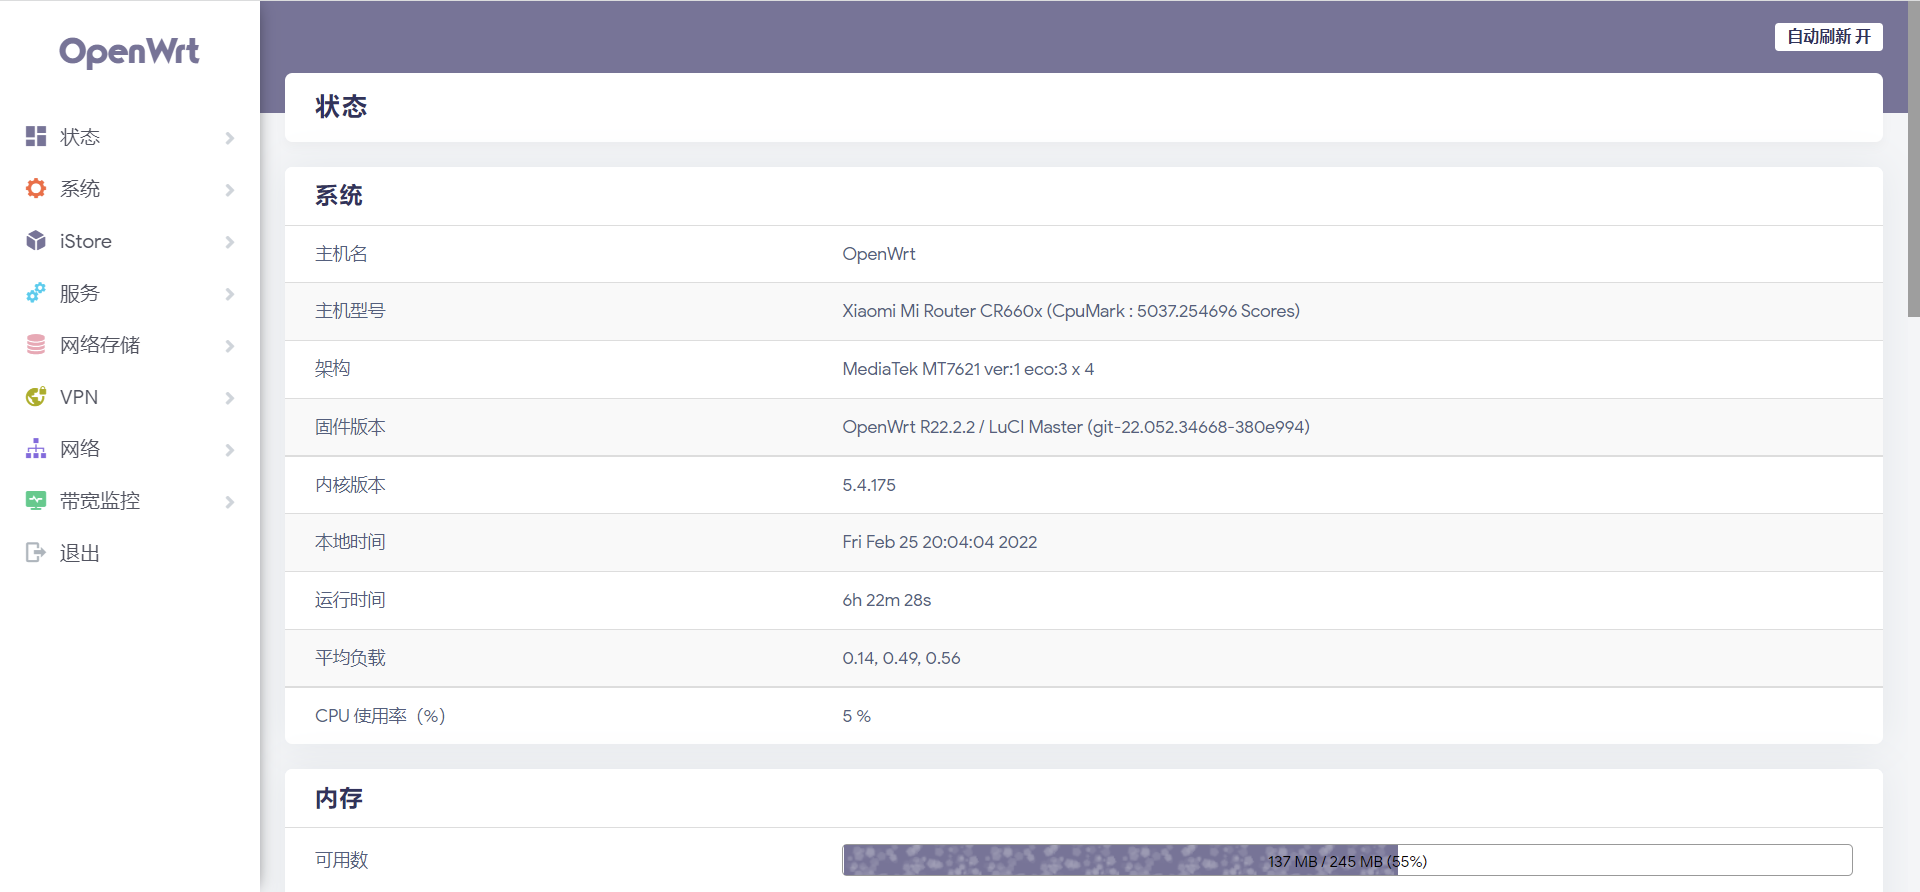 OpenWrt
自动刷新 开
状态
系统
iStore
服务
网络存储
VPN
网络
带宽监控
退出
状态
系统
主机名 OpenWrt
主机型号 Xiaomi Mi Router CR660x (CpuMark : 5037.254696 Scores)
架构 MediaTek MT7621 ver:1 eco:3 x 4
固件版本 OpenWrt R22.2.2 / LuCI Master (git-22.052.34668-380e994)
内核版本 5.4.175
本地时间 Fri Feb 25 20:04:04 2022
运行时间 6h 22m 28s
平均负载 0.14, 0.49, 0.56
CPU 使用率（%） 5 %
内存
可用数 137 MB / 245 MB (55%)